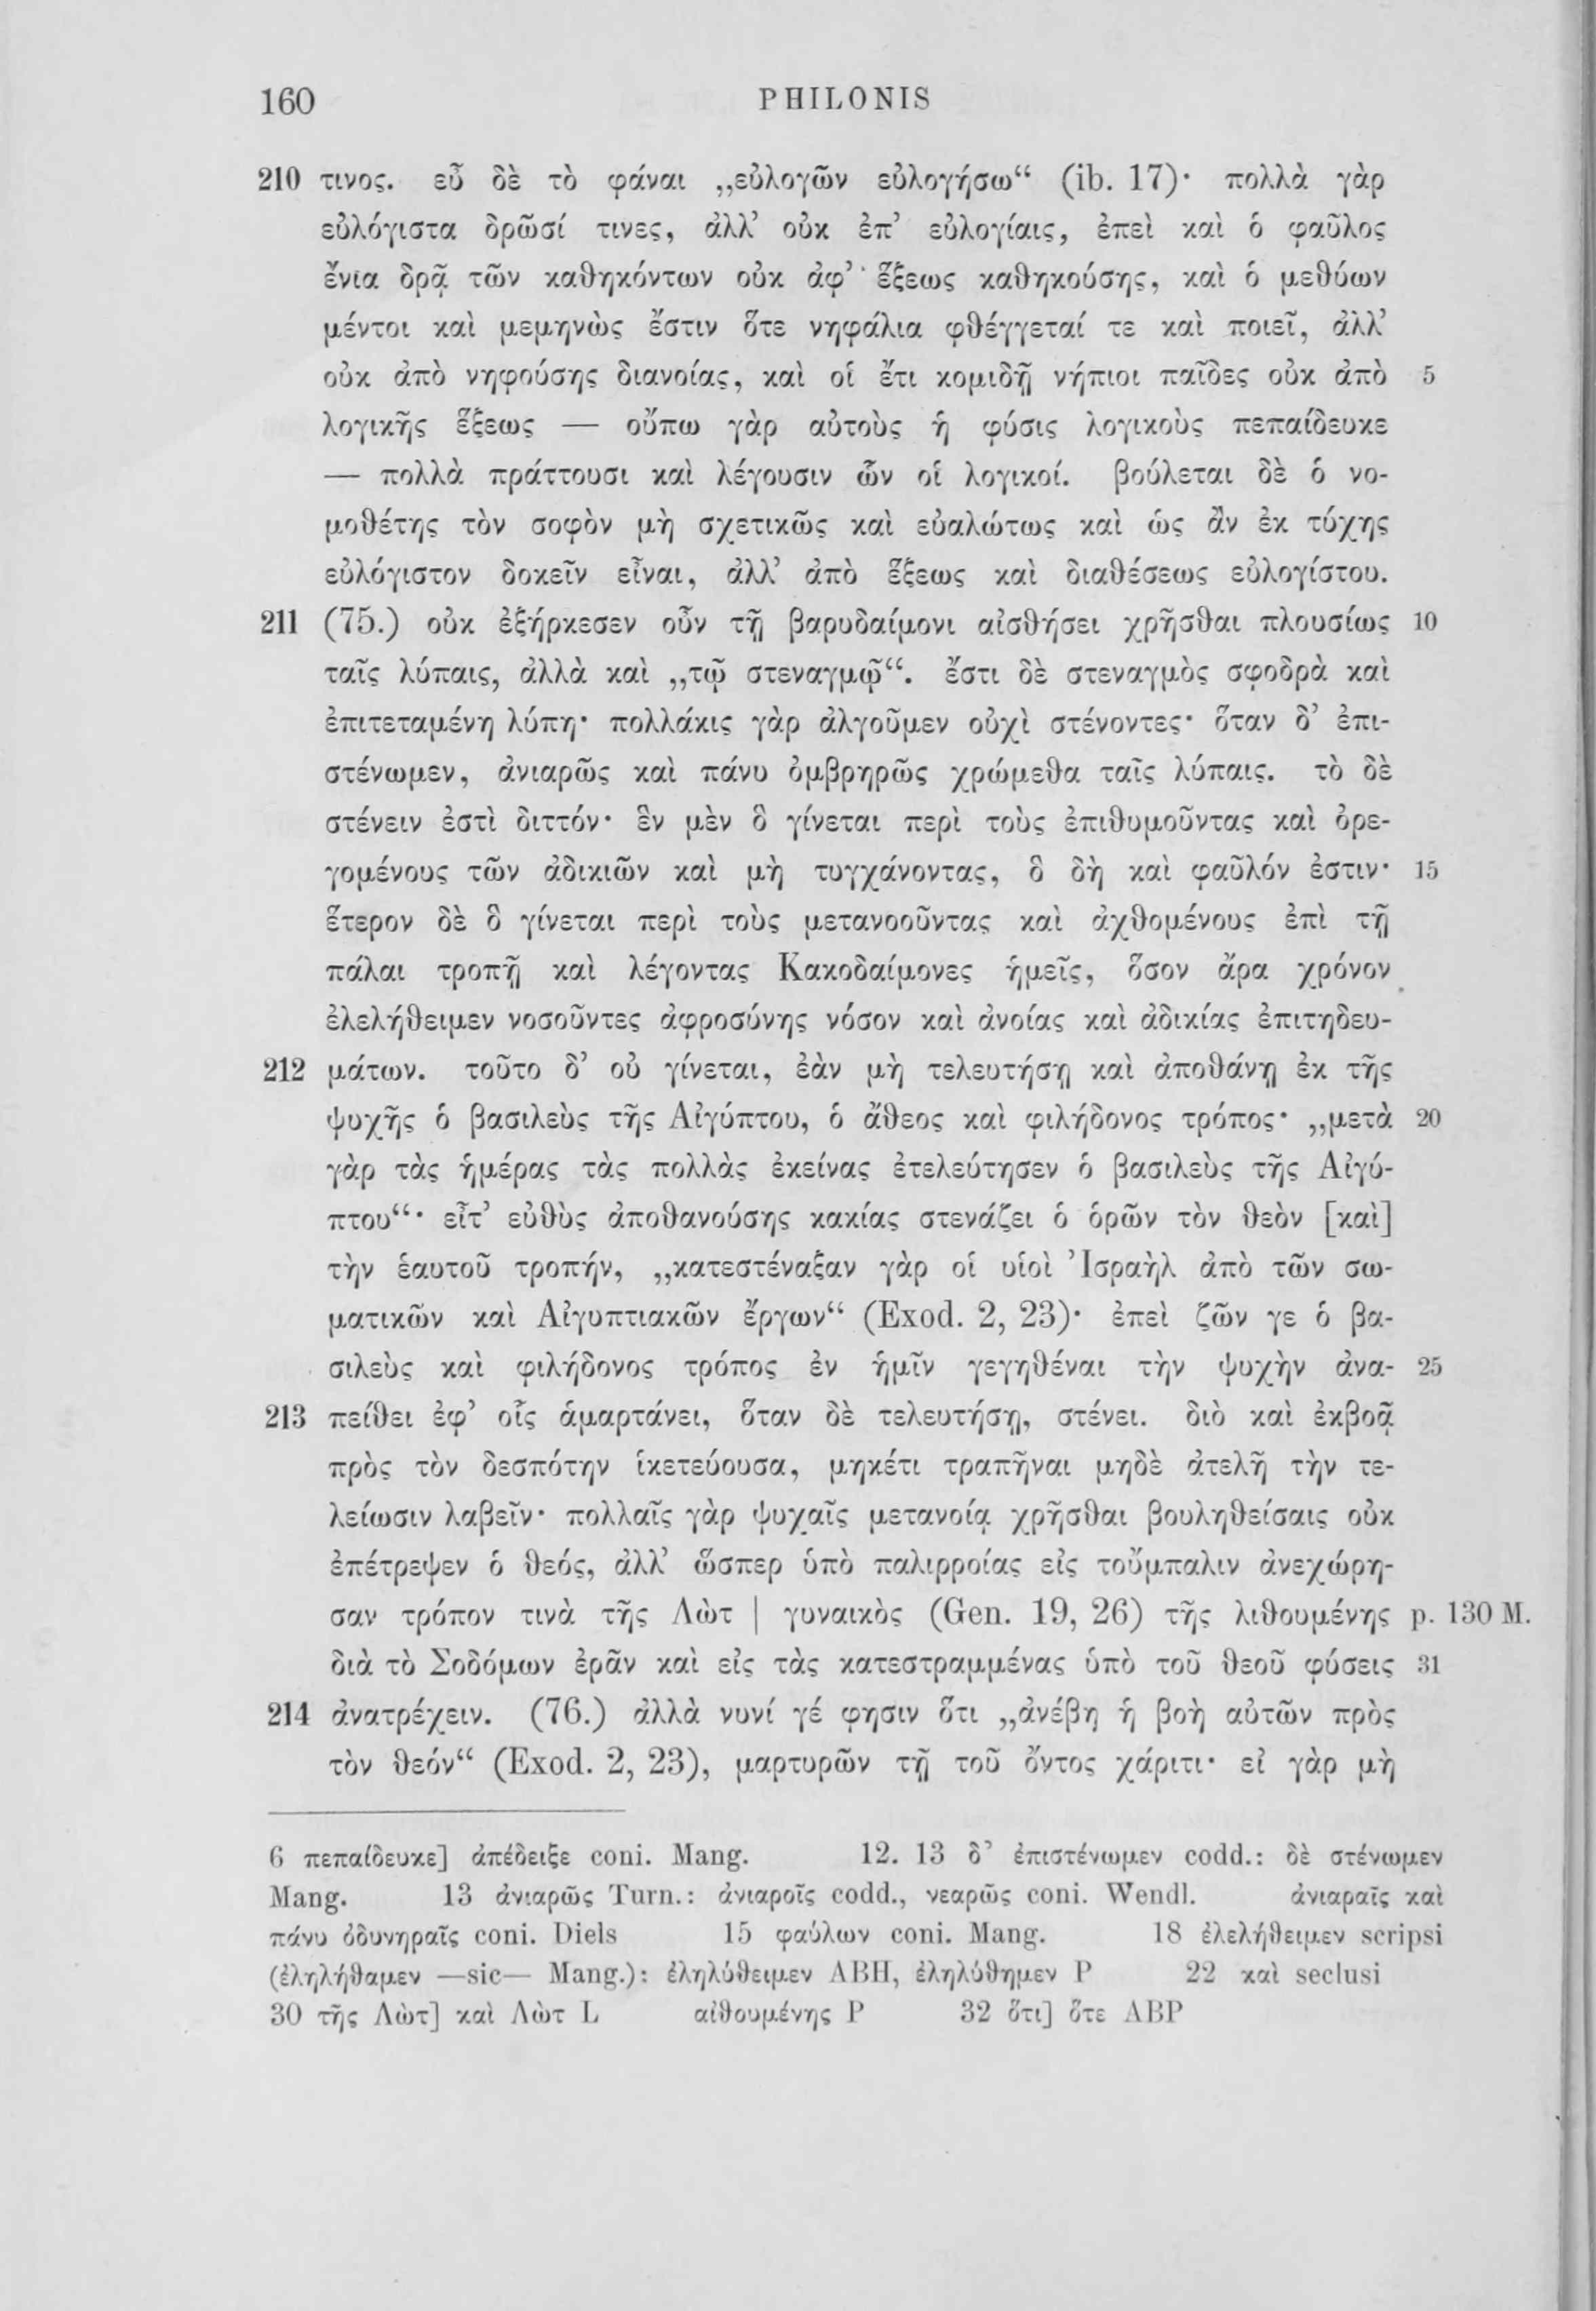 160 PHILONIS
210 τινος. εὖ δὲ τὸ φάναι „εὐλογῶν εὐλογήσω“ (ib. 17)· πολλὰ γὰρ
εὐλόγιστα δρῶσί τινες, ἀλλ’ οὐκ ἐπ’ εὐλογίαις, ἐπεὶ καὶ ὁ φαῦλος
ἔνια δρᾷ τῶν καθηκόντων οὐκ ἀφ’ ἕξεως καθηκούσης, καὶ ὁ μεθύων
μέντοι καὶ μεμηνὼς ἔστιν ὅτε νηφάλια φθέγγεταί τε καὶ ποιεῖ, ἀλλ’
οὐκ ἀπὸ νηφούσης διανοίας, καὶ οἱ ἔτι κομιδῇ νήπιοι παῖδες οὐκ ἀπὸ 5
λογικῆς ἕξεως — οὔπω γὰρ αὐτοὺς ἡ φύσις λογικοὺς πεπαίδευκε
— πολλὰ πράττουσι καὶ λέγουσιν ὧν οἱ λογικοί. βούλεται δὲ ὁ νο-
μοθέτης τὸν σοφὸν μὴ σχετικῶς καὶ εὐαλώτως καὶ ὡς ἂν ἐκ τύχης
εὐλόγιστον δοκεῖν εἶναι, ἀλλ’ ἀπὸ ἕξεως καὶ διαθέσεως εὐλογίστου.
211 (75.) οὐκ ἐξήρκεσεν οὖν τῇ βαρυδαίμονι αἰσθήσει χρῆσθαι πλουσίως 10
ταῖς λύπαις, ἀλλὰ καὶ „τῷ στεναγμῷ“. ἔστι δὲ στεναγμὸς σφοδρὰ καὶ
ἐπιτεταμένη λύπη· πολλάκις γὰρ ἀλγοῦμεν οὐχὶ στένοντες· ὅταν δ’ ἐπι-
στένωμεν, ἀνιαρῶς καὶ πάνυ ὀμβρηρῶς χρώμεθα ταῖς λύπαις. τὸ δὲ
στένειν ἐστὶ διττόν· ἓν μὲν ὃ γίνεται περὶ τοὺς ἐπιθυμοῦντας καὶ ὀρε-
γομένους τῶν ἀδικιῶν καὶ μὴ τυγχάνοντας, ὃ δὴ καὶ φαῦλόν ἐστιν· 15
ἕτερον δὲ ὃ γίνεται περὶ τοὺς μετανοοῦντας καὶ ἀχθομένους ἐπὶ τῇ
πάλαι τροπῇ καὶ λέγοντας Κακοδαίμονες ἡμεῖς, ὅσον ἄρα χρόνον
ἐλελήθειμεν νοσοῦντες ἀφροσύνης νόσον καὶ ἀνοίας καὶ ἀδικίας ἐπιτηδευ-
212 μάτων. τοῦτο δ’ οὐ γίνεται, ἐὰν μὴ τελευτήσῃ καὶ ἀποθάνῃ ἐκ τῆς
ψυχῆς ὁ βασιλεὺς τῆς Αἰγύπτου, ὁ ἄθεος καὶ φιλήδονος τρόπος· „μετὰ 20
γὰρ τὰς ἡμέρας τὰς πολλὰς ἐκείνας ἐτελεύτησεν ὁ βασιλεὺς τῆς Αἰγύ-
πτου“· εἶτ’ εὐθὺς ἀποθανούσης κακίας στενάζει ὁ ὁρῶν τὸν θεὸν [καὶ]
τὴν ἑαυτοῦ τροπήν, „κατεστέναξαν γὰρ οἱ υἱοὶ Ἰσραὴλ ἀπὸ τῶν σω-
ματικῶν καὶ Αἰγυπτιακῶν ἔργων“ (Exod. 2, 23)· ἐπεὶ ζῶν γε ὁ βα-
σιλεὺς καὶ φιλήδονος τρόπος ἐν ἡμῖν γεγηθέναι τὴν ψυχὴν ἀνα- 25
213 πείθει ἐφ’ οἷς ἁμαρτάνει, ὅταν δὲ τελευτήσῃ, στένει. διὸ καὶ ἐκβοᾷ
πρὸς τὸν δεσπότην ἱκετεύουσα, μηκέτι τραπῆναι μηδὲ ἀτελῆ τὴν τε-
λείωσιν λαβεῖν· πολλαῖς γὰρ ψυχαῖς μετανοίᾳ χρῆσθαι βουληθείσαις οὐκ
ἐπέτρεψεν ὁ θεός, ἀλλ’ ὥσπερ ὑπὸ παλιρροίας εἰς τοὔμπαλιν ἀνεχώρη-
σαν τρόπον τινὰ τῆς Λὼτ | γυναικὸς (Gen. 19, 26) τῆς λιθουμένης p. 130 M.
διὰ τὸ Σοδόμων ἐρᾶν καὶ εἰς τὰς κατεστραμμένας ὑπὸ τοῦ θεοῦ φύσεις 31
214 ἀνατρέχειν. (76.) ἀλλὰ νυνί γέ φησιν ὅτι „ἀνέβη ἡ βοὴ αὐτῶν πρὸς
τὸν θεόν“ (Exod. 2, 23), μαρτυρῶν τῇ τοῦ ὄντος χάριτι· εἰ γὰρ μὴ
6 πεπαίδευκε] ἀπέδειξε coni. Mang. 12. 13 δ’ ἐπιστένωμεν codd.: δὲ στένωμεν
Mang. 13 ἀνιαρῶς Turn.: ἀνιαροῖς codd., νεαρῶς coni. Wendl. ἀνιαραῖς καὶ
πάνυ ὀδυνηραῖς coni. Diels 15 φαύλων coni. Mang. 18 ἐλελήθειμεν scripsi
(ἐληλήθαμεν —sic— Mang.): ἐληλύθειμεν ABH, ἐληλύθημεν P 22 καὶ seclusi
30 τῆς Λὼτ] καὶ Λὼτ L αἰθουμένης P 32 ὅτι] ὅτε ABP